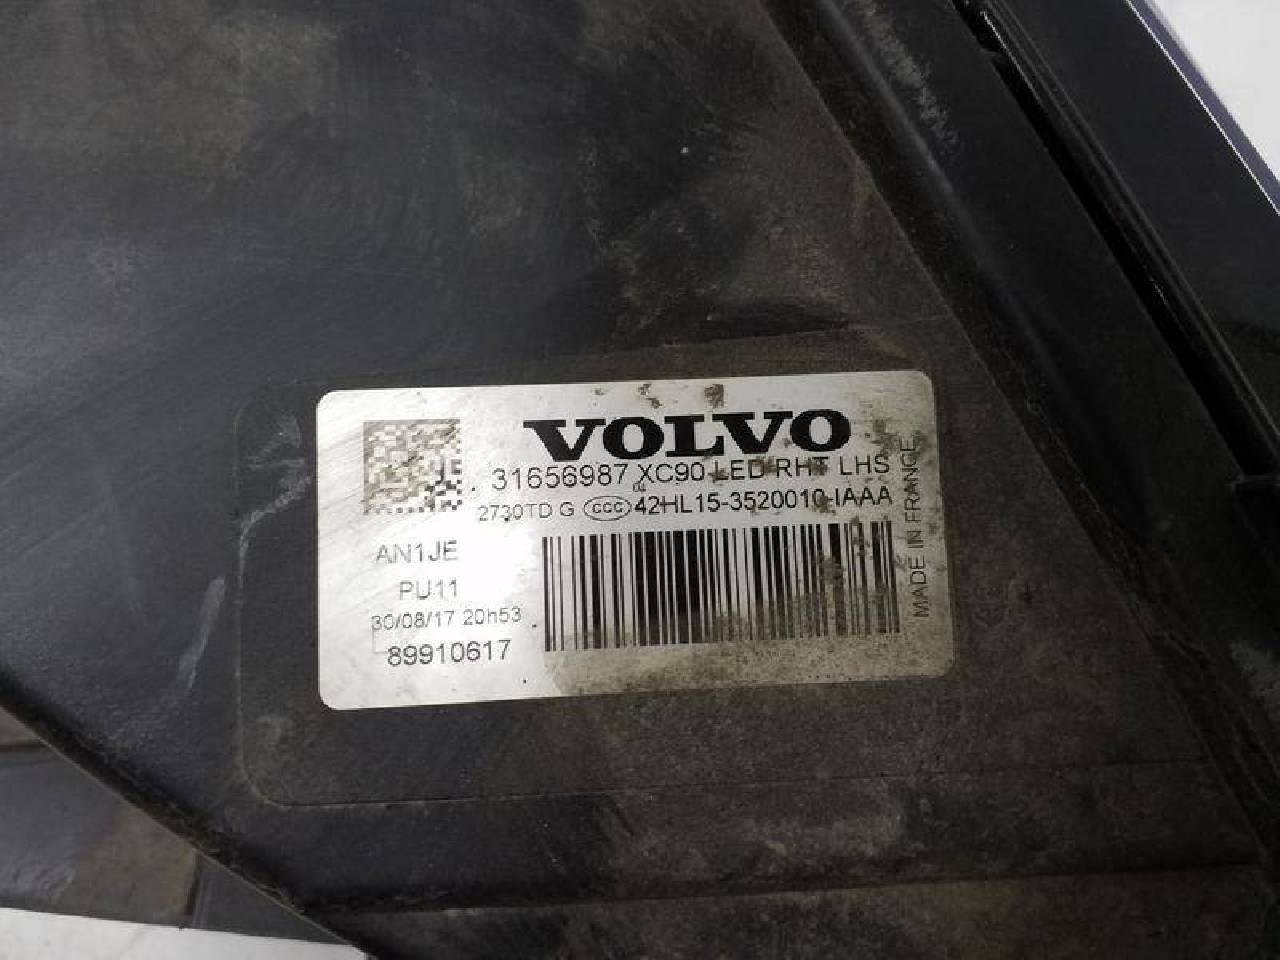 VOLVO
JE . 31656987 XC90 LED RHT LHS
2730TD G CCC 42HL15-3520010-IAAA
AN1JE
PU11
30/08/17 20h53
89910617
MADE IN FRANCE